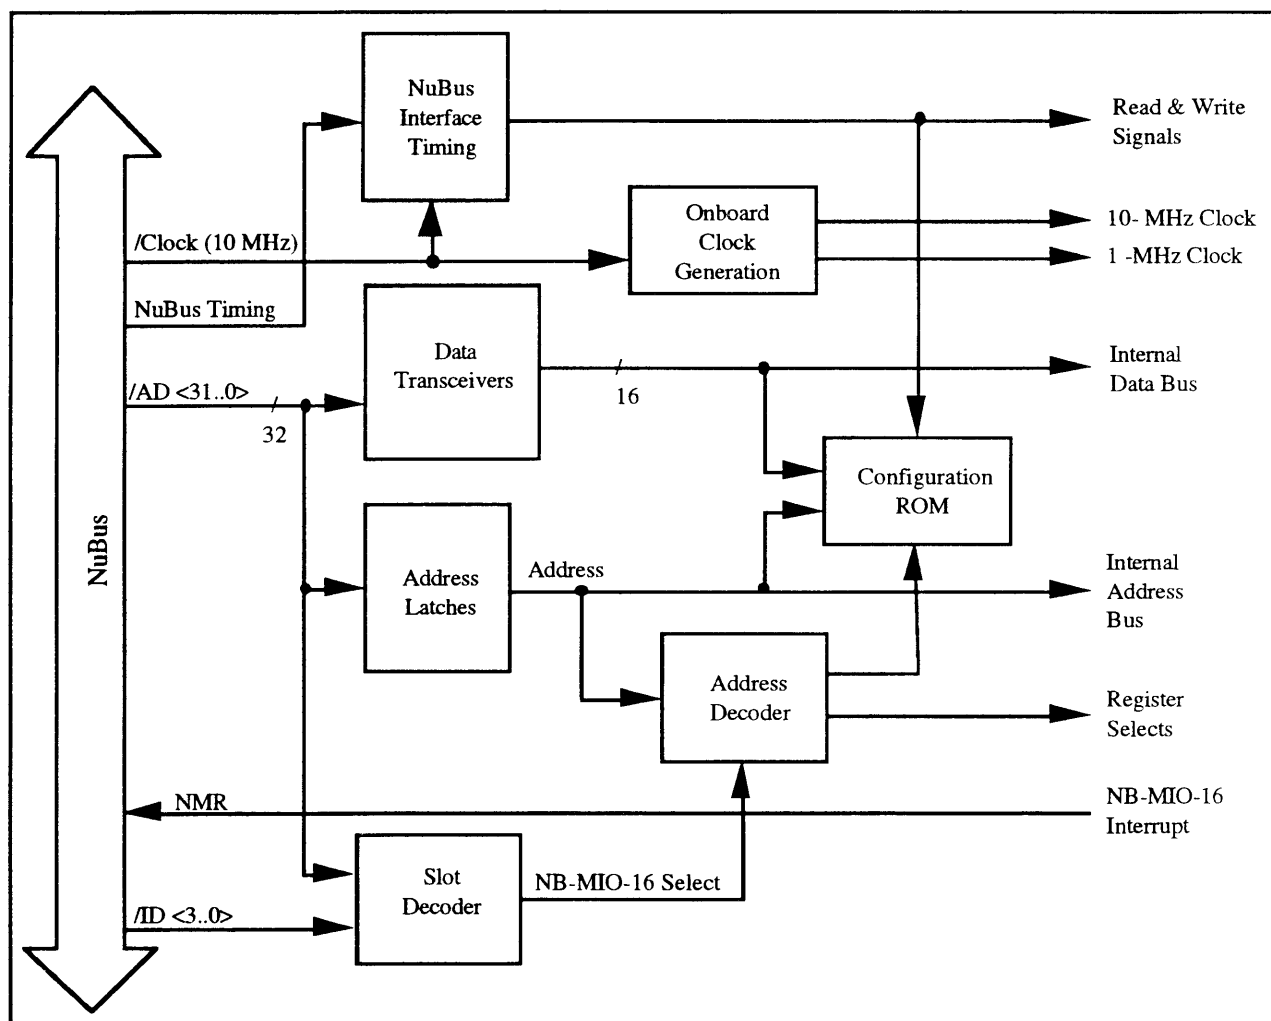 NuBus
Interface
Timing
Read & Write
Signals
Onboard
Clock
Generation
10- MHz Clock
1 -MHz Clock
/Clock (10 MHz)
NuBus Timing
Data
Transceivers
16
Internal
Data Bus
/AD <31..0>
32
Configuration
ROM
NuBus
Address
Latches
Address
Internal
Address
Bus
Address
Decoder
Register
Selects
NMR
NB-MIO-16
Interrupt
Slot
Decoder
NB-MIO-16 Select
/ID <3..0>